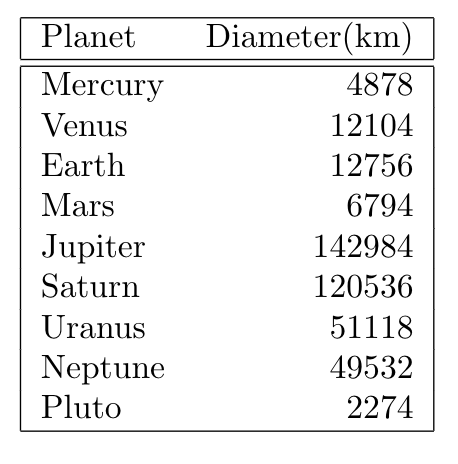 Planet Diameter(km)
Mercury 4878
Venus 12104
Earth 12756
Mars 6794
Jupiter 142984
Saturn 120536
Uranus 51118
Neptune 49532
Pluto 2274